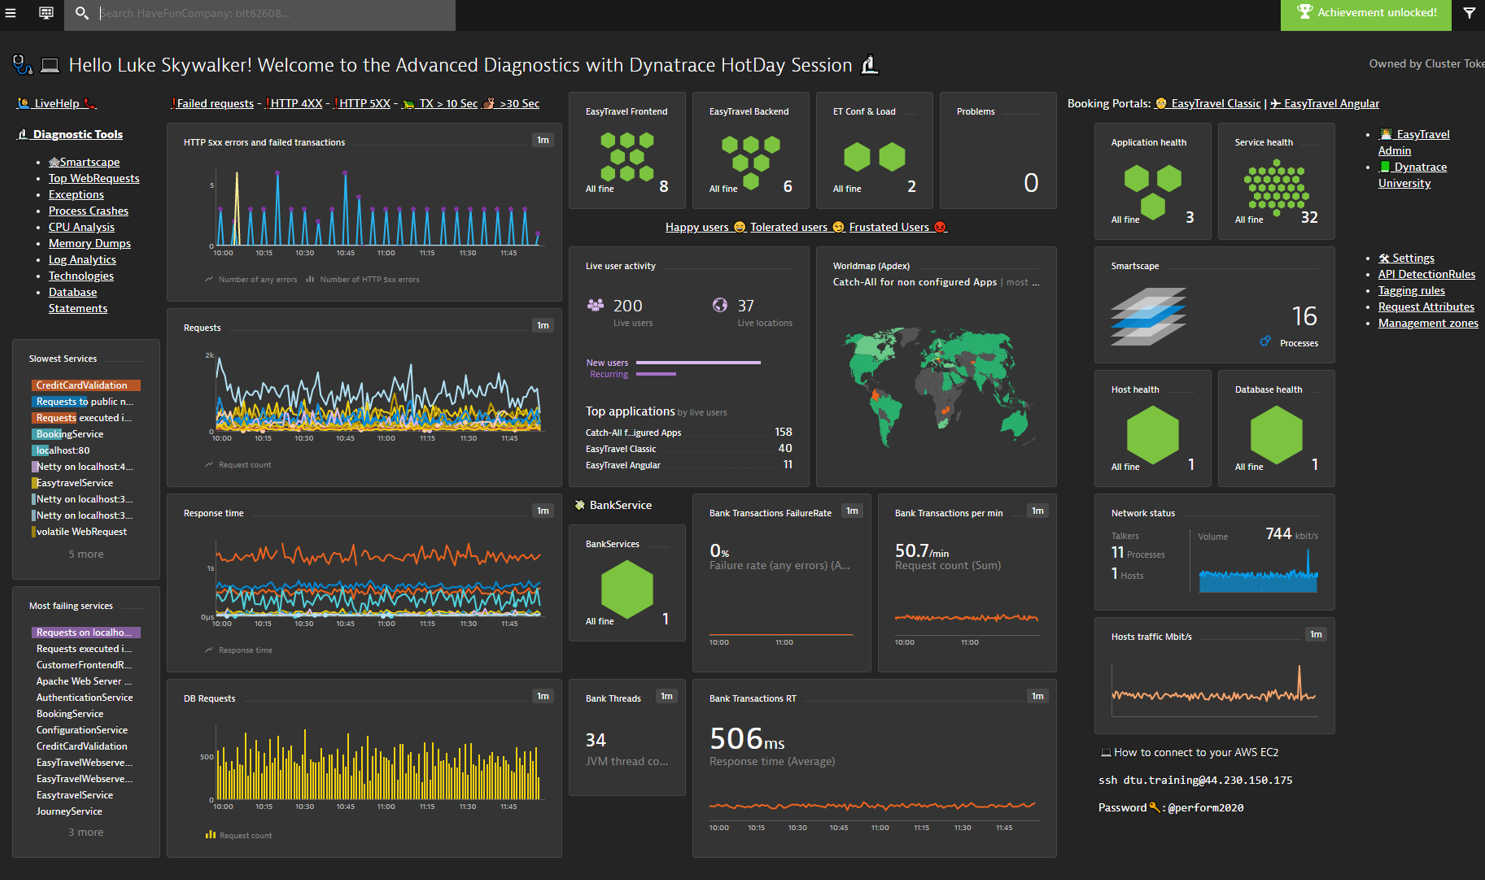 Search HaveFunCompany: blt62608...
Achievement unlocked!
Hello Luke Skywalker! Welcome to the Advanced Diagnostics with Dynatrace HotDay Session
Owned by Cluster Toke
LiveHelp
Diagnostic Tools
Smartscape
Top WebRequests
Exceptions
Process Crashes
CPU Analysis
Memory Dumps
Log Analytics
Technologies
Database
Statements
Slowest Services
CreditCardValidation
Requests to public n...
Requests executed i...
BookingService
localhost:80
Netty on localhost:4...
EasytravelService
Netty on localhost:3...
Netty on localhost:3...
volatile WebRequest
5 more
Most failing services
Requests on localho...
Requests executed i...
CustomerFrontendR...
Apache Web Server ...
AuthenticationService
BookingService
ConfigurationService
CreditCardValidation
EasyTravelWebserve...
EasyTravelWebserve...
EasytravelService
JourneyService
3 more
Failed requests - HTTP 4XX - HTTP 5XX - TX > 10 Sec >30 Sec
HTTP 5xx errors and failed transactions 1m
5
0
10:00 10:15 10:30 10:45 11:00 11:15 11:30 11:45
Number of any errors Number of HTTP 5xx errors
Requests 1m
2k
0
10:00 10:15 10:30 10:45 11:00 11:15 11:30 11:45
Request count
Response time 1m
1s
0μs
10:00 10:15 10:30 10:45 11:00 11:15 11:30 11:45
Response time
DB Requests 1m
500
0
10:00 10:15 10:30 10:45 11:00 11:15 11:30 11:45
Request count
EasyTravel Frontend
All fine 8
EasyTravel Backend
All fine 6
ET Conf & Load
All fine 2
Problems
0
Happy users Tolerated users Frustated Users
Live user activity
200
Live users
37
Live locations
New users
Recurring
Top applications by live users
Catch-All f...igured Apps 158
EasyTravel Classic 40
EasyTravel Angular 11
Worldmap (Apdex)
Catch-All for non configured Apps | most ...
BankService
BankServices
All fine 1
Bank Transactions FailureRate 1m
0%
Failure rate (any errors) (A...
10:00 11:00
Bank Transactions per min 1m
50.7/min
Request count (Sum)
10:00 11:00
Bank Threads 1m
34
JVM thread co...
Bank Transactions RT 1m
506ms
Response time (Average)
10:00 10:15 10:30 10:45 11:00 11:15 11:30 11:45
Booking Portals: EasyTravel Classic | EasyTravel Angular
Application health
All fine 3
Service health
All fine 32
Smartscape
16
Processes
Host health
All fine 1
Database health
All fine 1
Network status
Talkers
11 Processes
1 Hosts
Volume 744 kbit/s
Hosts traffic Mbit/s 1m
How to connect to your AWS EC2
ssh dtu.training@44.230.150.175
Password : @perform2020
EasyTravel
Admin
Dynatrace
University
Settings
API DetectionRules
Tagging rules
Request Attributes
Management zones